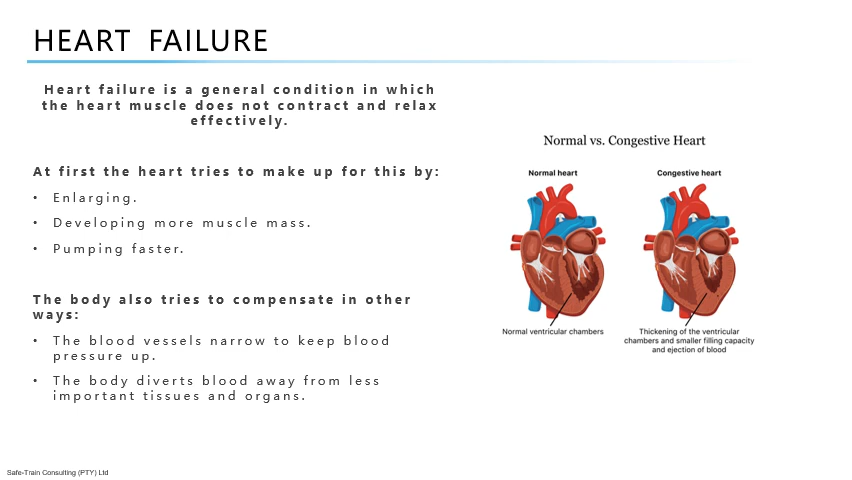 HEART FAILURE
Heart failure is a general condition in which
the heart muscle does not contract and relax
effectively.
At first the heart tries to make up for this by:
• Enlarging.
• Developing more muscle mass.
• Pumping faster.
The body also tries to compensate in other
ways:
• The blood vessels narrow to keep blood
pressure up.
• The body diverts blood away from less
important tissues and organs.
Normal vs. Congestive Heart
Normal heart
Congestive heart
Normal ventricular chambers
Thickening of the ventricular
chambers and smaller filling capacity
and ejection of blood
Safe-Train Consulting (PTY) Ltd